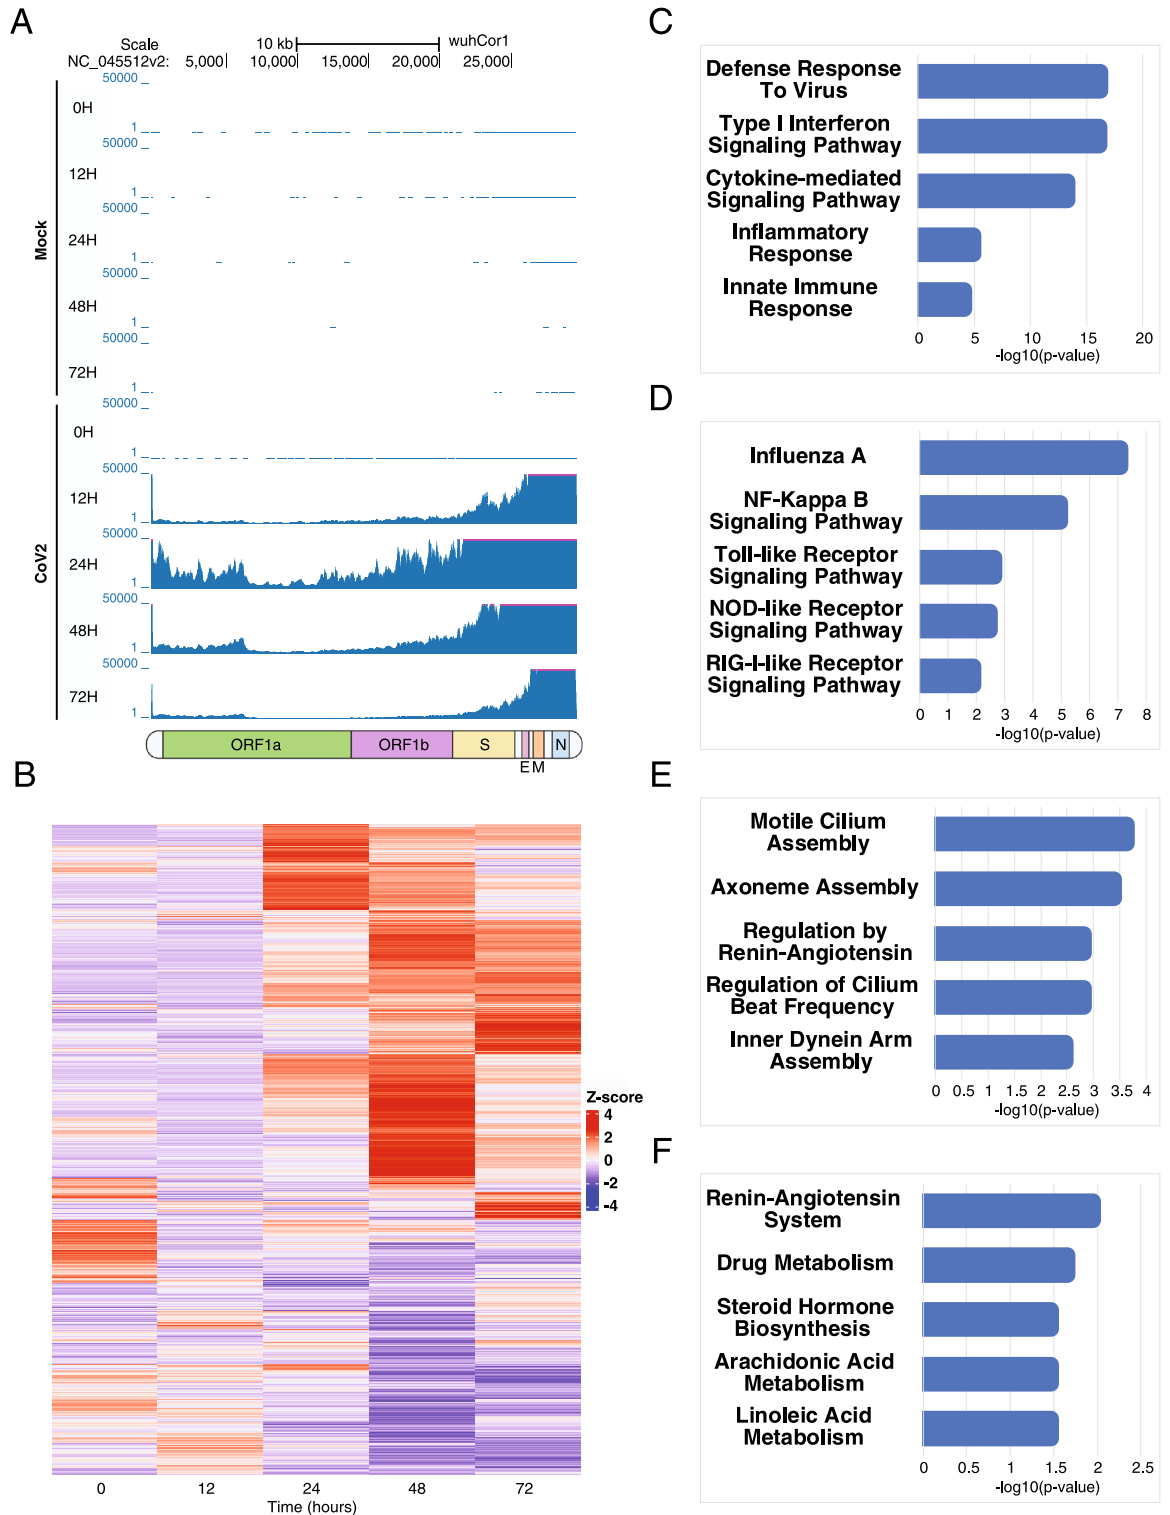 A
Scale
10 kb
wuhCor1
NC_045512v2:
5,000
10,000
15,000
20,000
25,000
Mock
50000
0H
1
50000
12H
1
50000
24H
1
50000
48H
1
50000
72H
1
CoV2
50000
0H
1
50000
12H
1
50000
24H
1
50000
48H
1
50000
72H
1
ORF1a
ORF1b
S
E
M
N
B
Z-score
4
2
0
-2
-4
0
12
24
48
72
Time (hours)
C
Defense Response
To Virus
Type I Interferon
Signaling Pathway
Cytokine-mediated
Signaling Pathway
Inflammatory
Response
Innate Immune
Response
0
5
10
15
20
-log10(p-value)
D
Influenza A
NF-Kappa B
Signaling Pathway
Toll-like Receptor
Signaling Pathway
NOD-like Receptor
Signaling Pathway
RIG-I-like Receptor
Signaling Pathway
0
1
2
3
4
5
6
7
8
-log10(p-value)
E
Motile Cilium
Assembly
Axoneme Assembly
Regulation by
Renin-Angiotensin
Regulation of Cilium
Beat Frequency
Inner Dynein Arm
Assembly
0
0.5
1
1.5
2
2.5
3
3.5
4
-log10(p-value)
F
Renin-Angiotensin
System
Drug Metabolism
Steroid Hormone
Biosynthesis
Arachidonic Acid
Metabolism
Linoleic Acid
Metabolism
0
0.5
1
1.5
2
2.5
-log10(p-value)